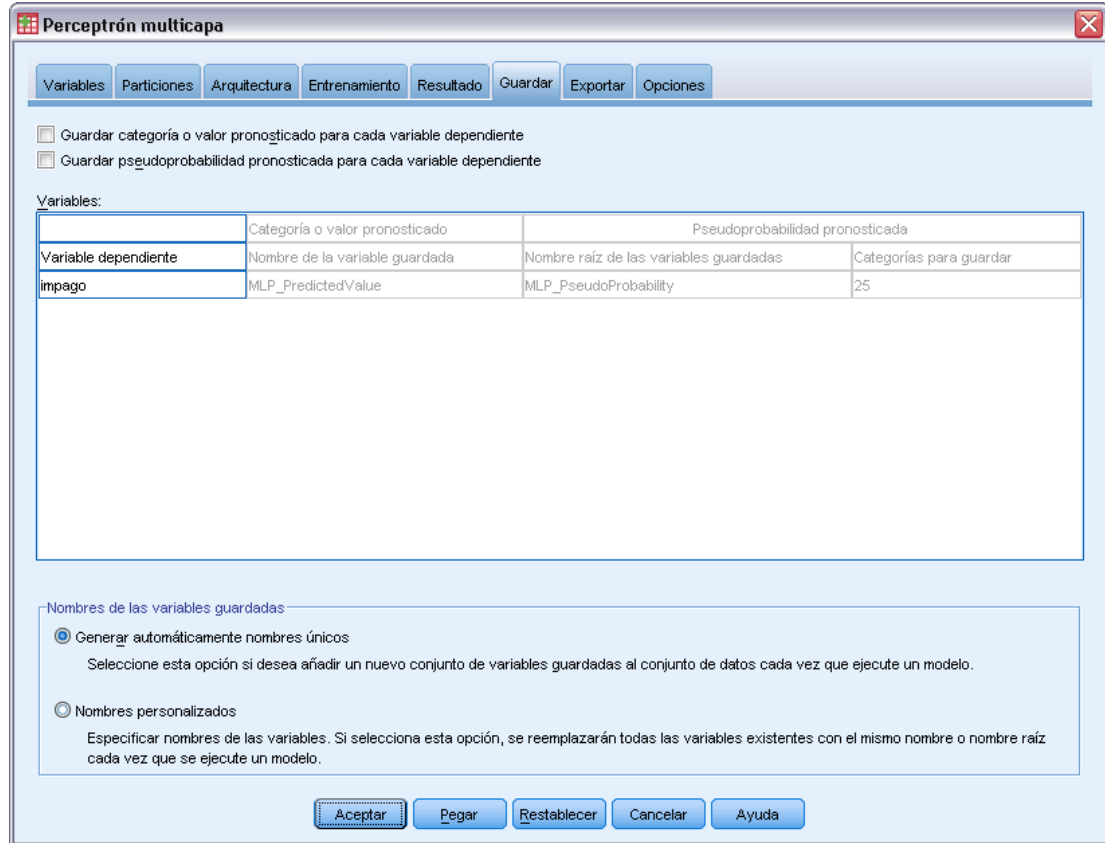 Perceptrón multicapa
Variables Particiones Arquitectura Entrenamiento Resultado Guardar Exportar Opciones
Guardar categoría o valor pronosticado para cada variable dependiente
Guardar pseudoprobabilidad pronosticada para cada variable dependiente
Variables:
Categoría o valor pronosticado Pseudoprobabilidad pronosticada
Variable dependiente Nombre de la variable guardada Nombre raíz de las variables guardadas Categorías para guardar
impago MLP_PredictedValue MLP_PseudoProbability 25
Nombres de las variables guardadas
Generar automáticamente nombres únicos
Seleccione esta opción si desea añadir un nuevo conjunto de variables guardadas al conjunto de datos cada vez que ejecute un modelo.
Nombres personalizados
Especificar nombres de las variables. Si selecciona esta opción, se reemplazarán todas las variables existentes con el mismo nombre o nombre raíz
cada vez que se ejecute un modelo.
Aceptar Pegar Restablecer Cancelar Ayuda